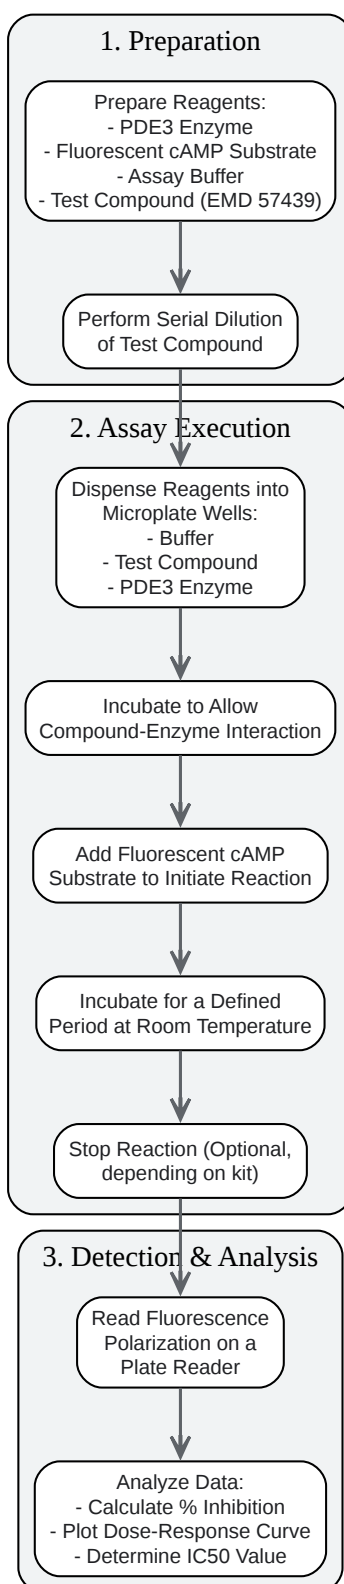 1. Preparation
Prepare Reagents:
- PDE3 Enzyme
- Fluorescent cAMP Substrate
- Assay Buffer
- Test Compound (EMD 57439)
Perform Serial Dilution
of Test Compound
2. Assay Execution
Dispense Reagents into
Microplate Wells:
- Buffer
- Test Compound
- PDE3 Enzyme
Incubate to Allow
Compound-Enzyme Interaction
Add Fluorescent cAMP
Substrate to Initiate Reaction
Incubate for a Defined
Period at Room Temperature
Stop Reaction (Optional,
depending on kit)
3. Detection & Analysis
Read Fluorescence
Polarization on a
Plate Reader
Analyze Data:
- Calculate % Inhibition
- Plot Dose-Response Curve
- Determine IC50 Value